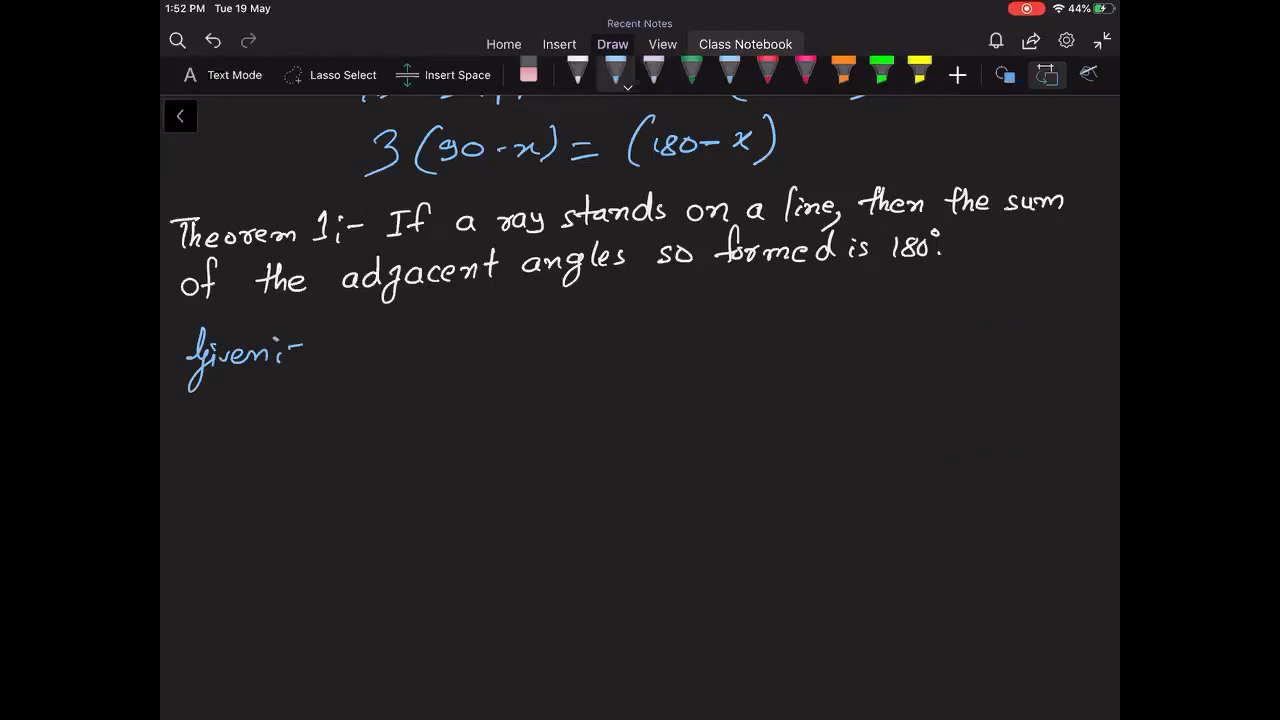 1:52 PM Tue 19 May
44%
Recent Notes
Home Insert Draw View Class Notebook
Text Mode Lasso Select Insert Space
3(90-x) = (180-x)
Theorem 1:- If a ray stands on a line, then the sum
of the adjacent angles so formed is 180°.
Given:-